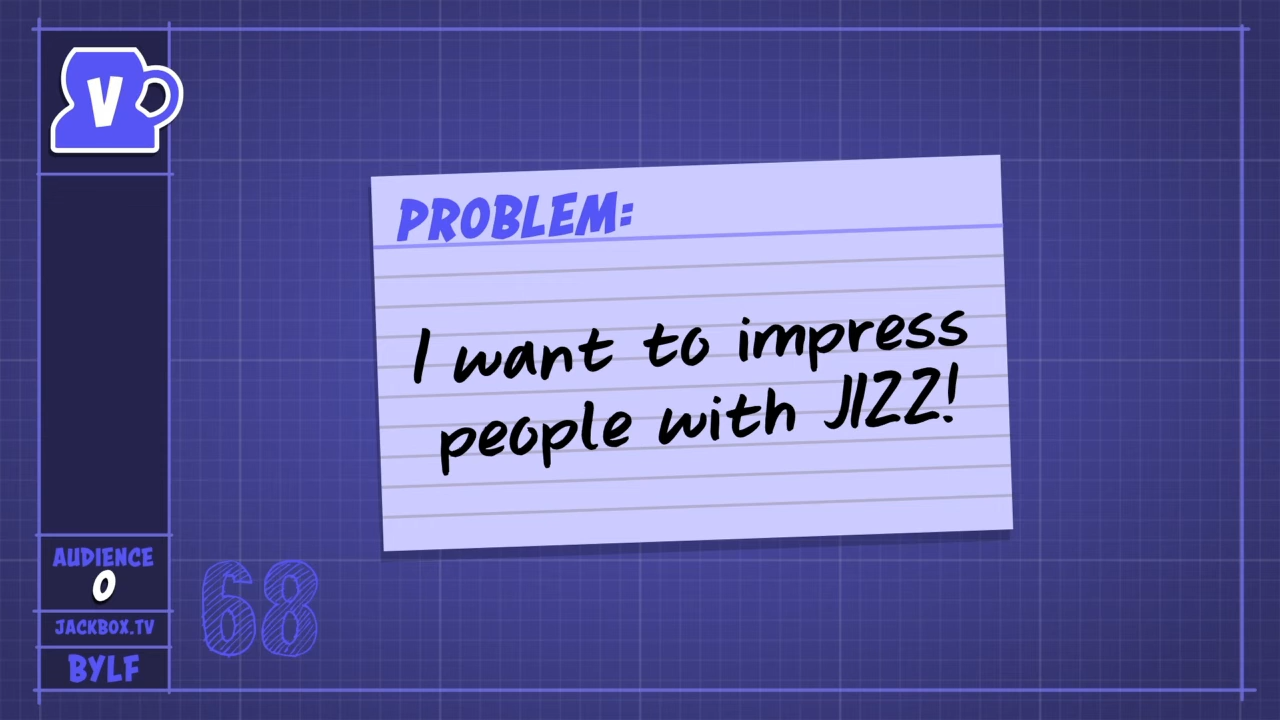 V
PROBLEM:
I want to impress
people with JIZZ!
AUDIENCE
0
JACKBOX.TV
BYLF
68